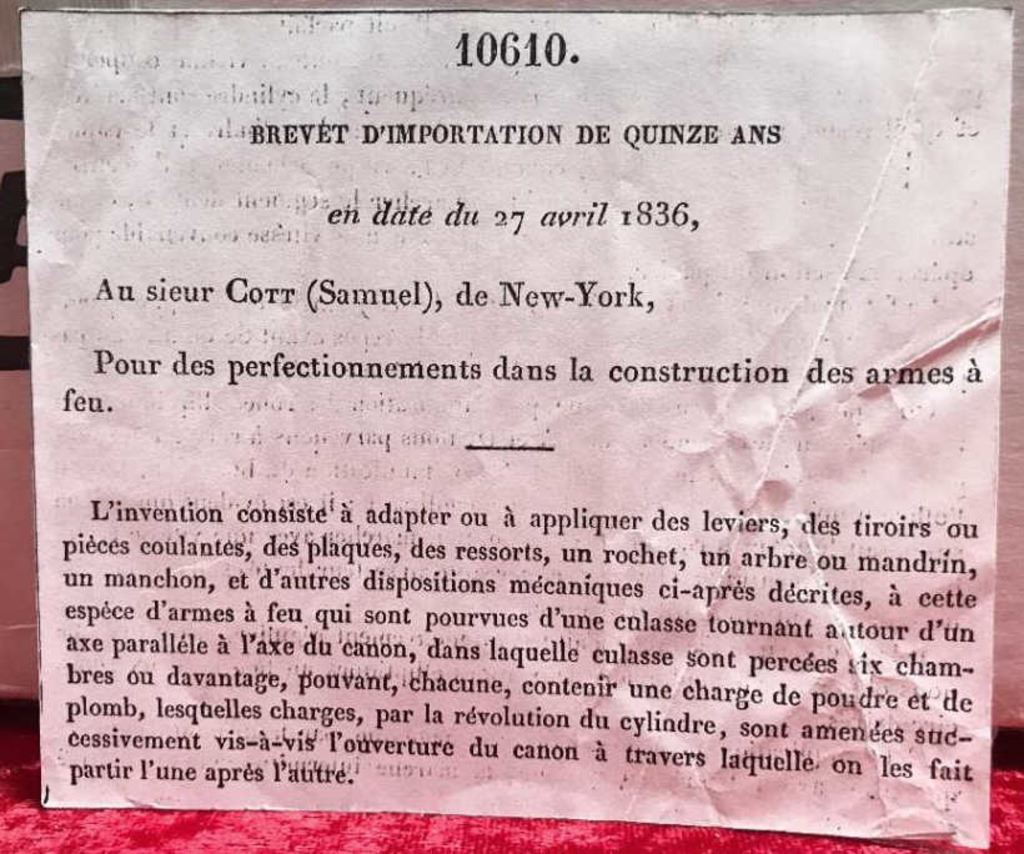 10610.
BREVET D'IMPORTATION DE QUINZE ANS
en date du 27 avril 1836,
Au sieur COTT (Samuel), de New-York,
Pour des perfectionnements dans la construction des armes à
feu.
L'invention consiste à adapter ou à appliquer des leviers, des tiroirs ou
pièces coulantes, des plaques, des ressorts, un rochet, un arbre ou mandrin,
un manchon, et d'autres dispositions mécaniques ci-après décrites, à cette
espèce d'armes à feu qui sont pourvues d'une culasse tournant autour d'un
axe parallèle à l'axe du canon, dans laquelle culasse sont percées six cham-
bres ou davantage, pouvant, chacune, contenir une charge de poudre et de
plomb, lesquelles charges, par la révolution du cylindre, sont amenées suc-
cessivement vis-à-vis l'ouverture du canon à travers laquelle on les fait
partir l'une après l'autre.